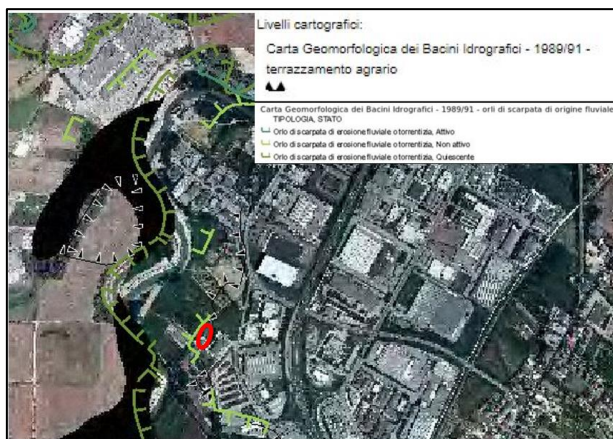 Livelli cartografici:
Carta Geomorfologica dei Bacini Idrografici - 1989/91 -
terrazzamento agrario
Carta Geomorfologica dei Bacini Idrografici - 1989/91 - orli di scarpata di origine fluviale
TIPOLOGIA, STATO
Orlo di scarpata di erosione fluviale o torrentizia, Attivo
Orlo di scarpata di erosione fluviale o torrentizia, Non attivo
Orlo di scarpata di erosione fluviale o torrentizia, Quiescente